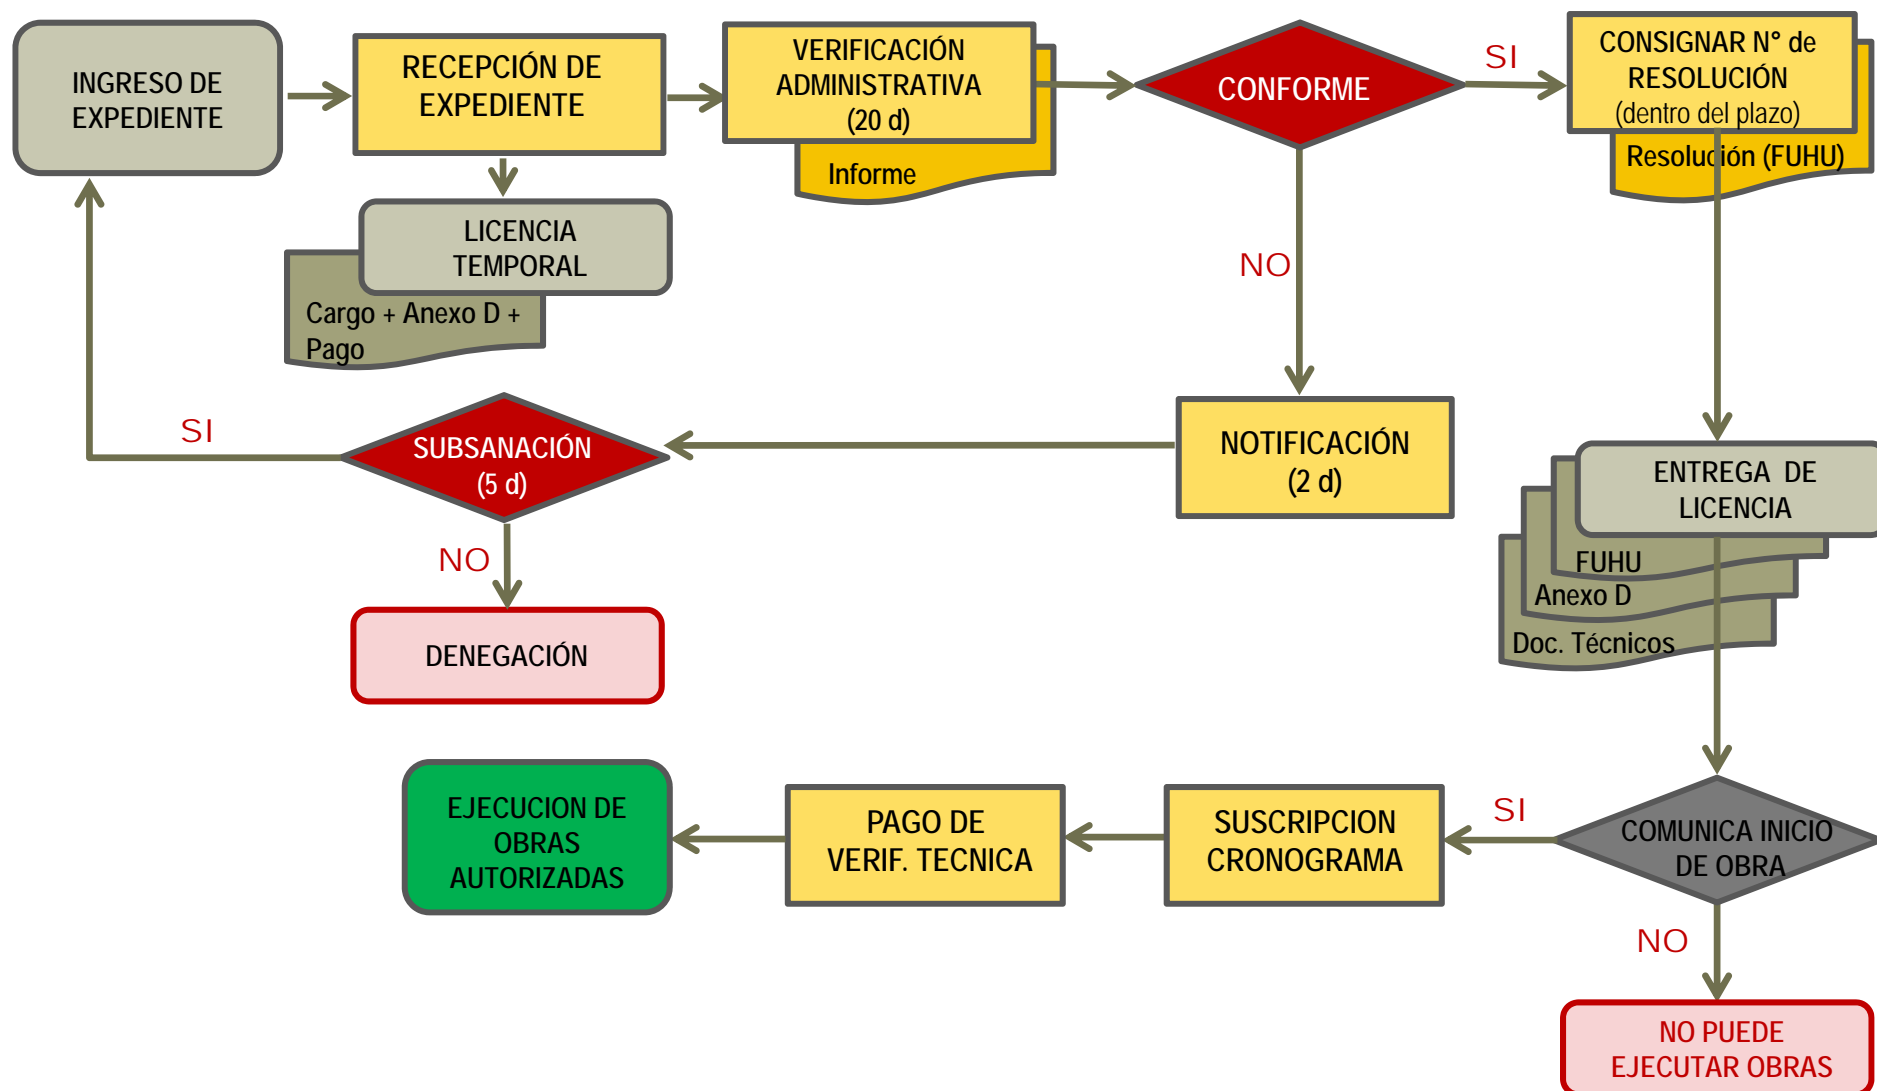 INGRESO DE
EXPEDIENTE
RECEPCIÓN DE
EXPEDIENTE
VERIFICACIÓN
ADMINISTRATIVA
(20 d)
Informe
CONFORME
SI
CONSIGNAR N° de
RESOLUCIÓN
(dentro del plazo)
Resolución (FUHU)
LICENCIA
TEMPORAL
Cargo + Anexo D +
Pago
NO
SI
SUBSANACIÓN
(5 d)
NOTIFICACIÓN
(2 d)
ENTREGA DE
LICENCIA
FUHU
Anexo D
Doc. Técnicos
NO
DENEGACIÓN
EJECUCION DE
OBRAS
AUTORIZADAS
PAGO DE
VERIF. TECNICA
SUSCRIPCION
CRONOGRAMA
SI
COMUNICA INICIO
DE OBRA
NO
NO PUEDE
EJECUTAR OBRAS